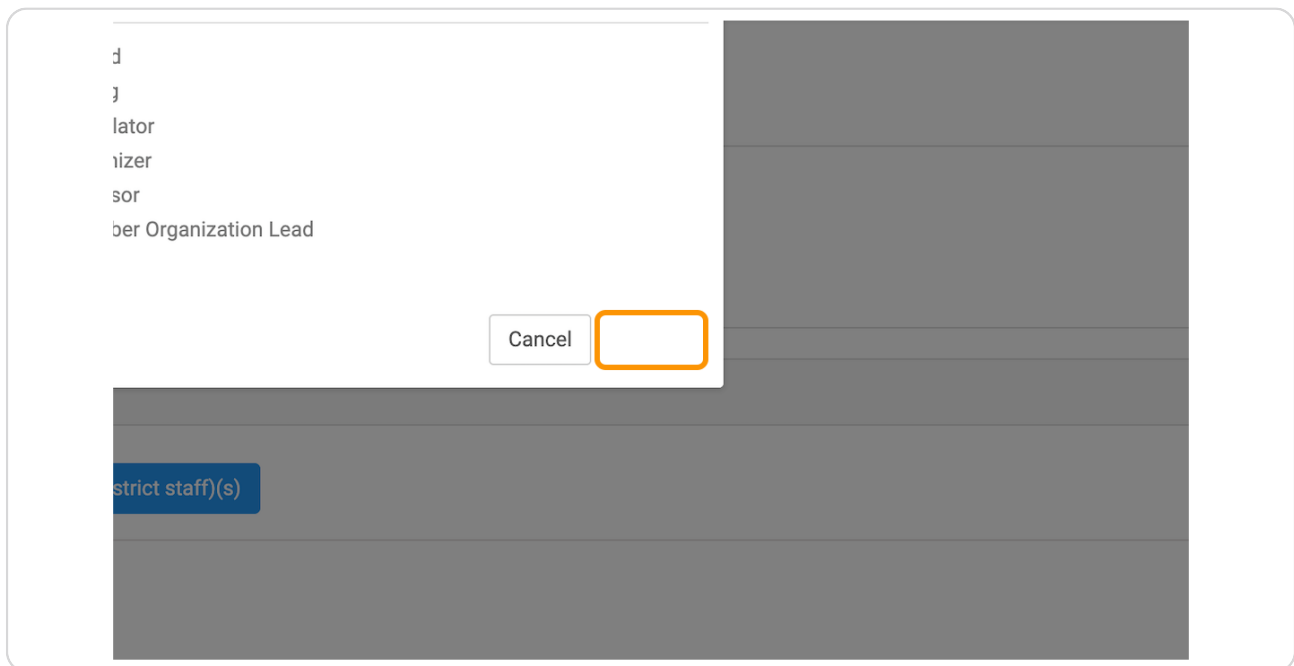 d
g
lator
nizer
sor
ber Organization Lead
Cancel
strict staff)(s)